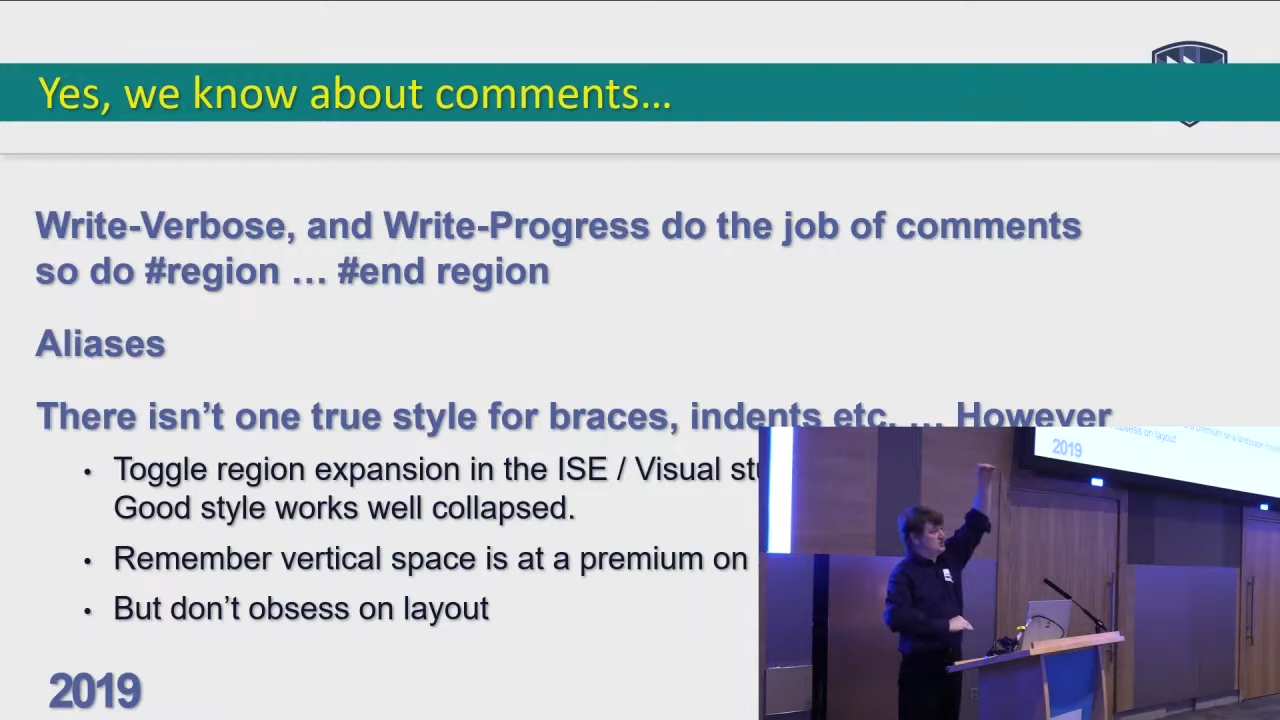 Yes, we know about comments...
Write-Verbose, and Write-Progress do the job of comments
so do #region … #end region
Aliases
There isn’t one true style for braces, indents etc. … However
• Toggle region expansion in the ISE / Visual
Good style works well collapsed.
• Remember vertical space is at a premium on
• But don’t obsess on layout
2019
obsess on layout
2019